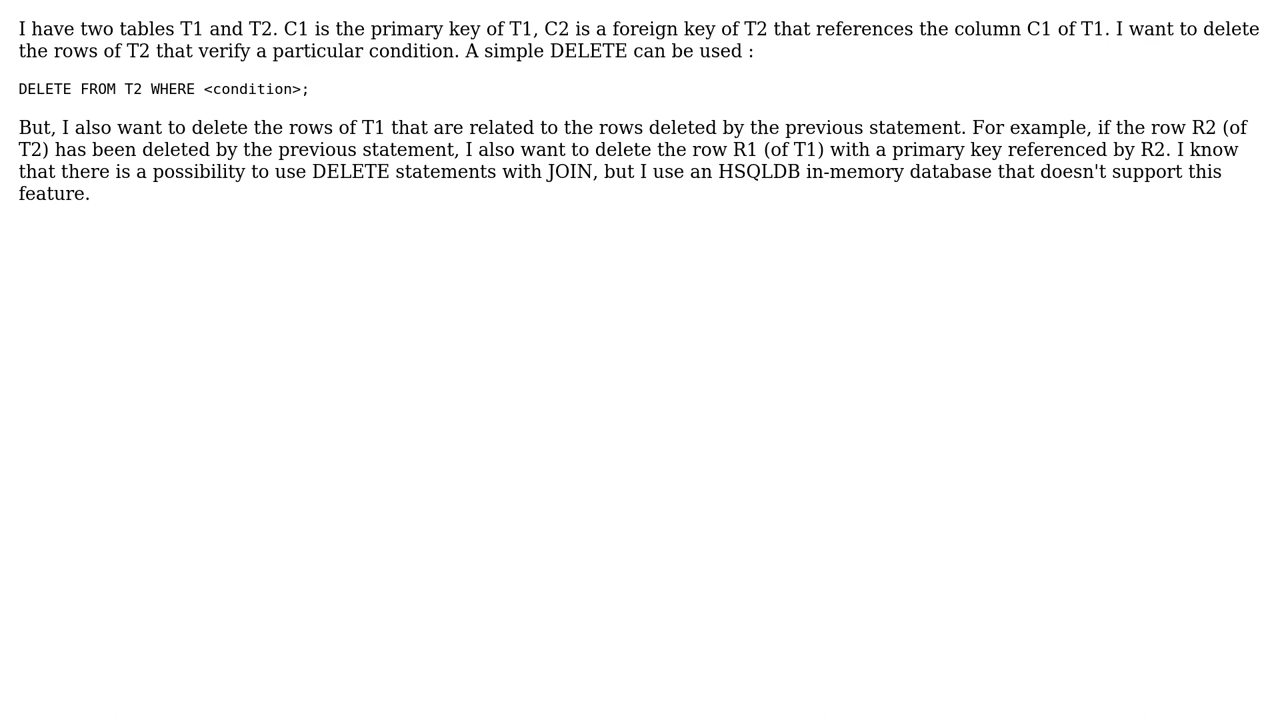 I have two tables T1 and T2. C1 is the primary key of T1, C2 is a foreign key of T2 that references the column C1 of T1. I want to delete
the rows of T2 that verify a particular condition. A simple DELETE can be used :
DELETE FROM T2 WHERE <condition>;
But, I also want to delete the rows of T1 that are related to the rows deleted by the previous statement. For example, if the row R2 (of
T2) has been deleted by the previous statement, I also want to delete the row R1 (of T1) with a primary key referenced by R2. I know
that there is a possibility to use DELETE statements with JOIN, but I use an HSQLDB in-memory database that doesn't support this
feature.